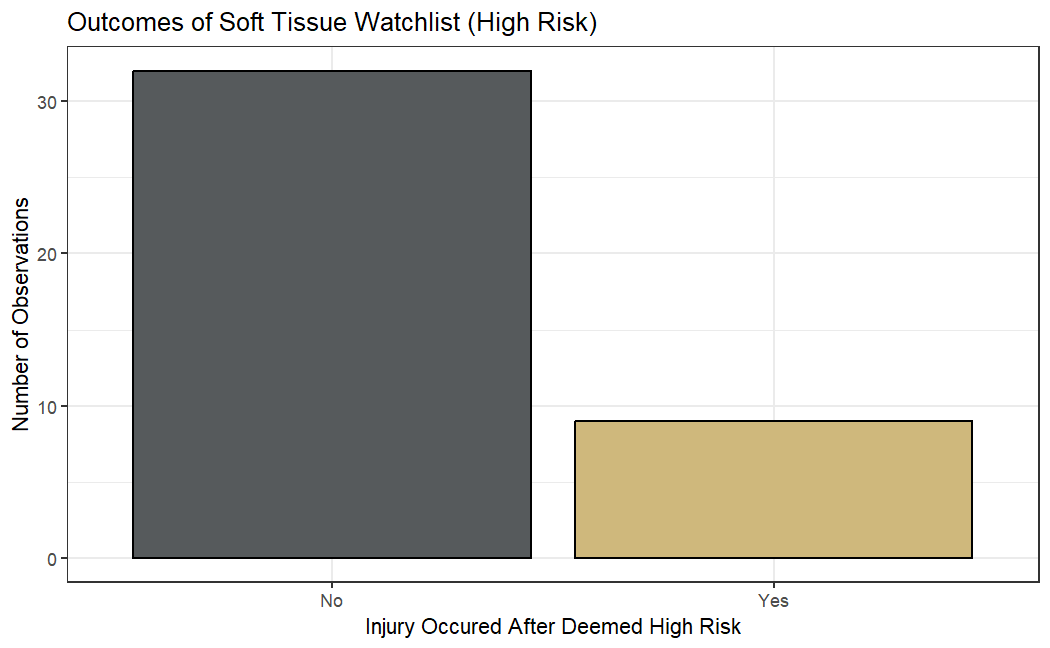 Outcomes of Soft Tissue Watchlist (High Risk)
Number of Observations
30
20
10
0
No
Yes
Injury Occured After Deemed High Risk